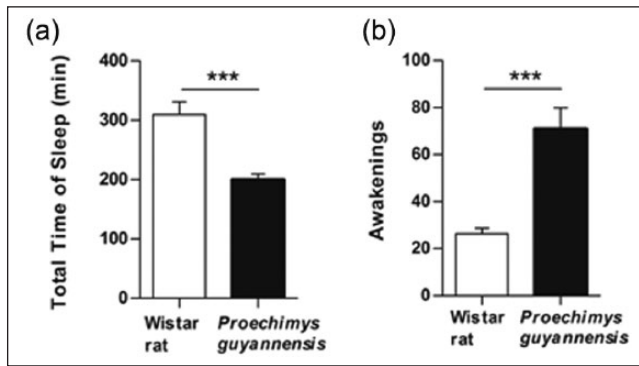 (a)
Total Time of Sleep (min)
400
300
200
100
0
***
Wistar
rat
Proechimys
guyannensis
(b)
Awakenings
100
80
60
40
20
0
***
Wistar
rat
Proechimys
guyannensis